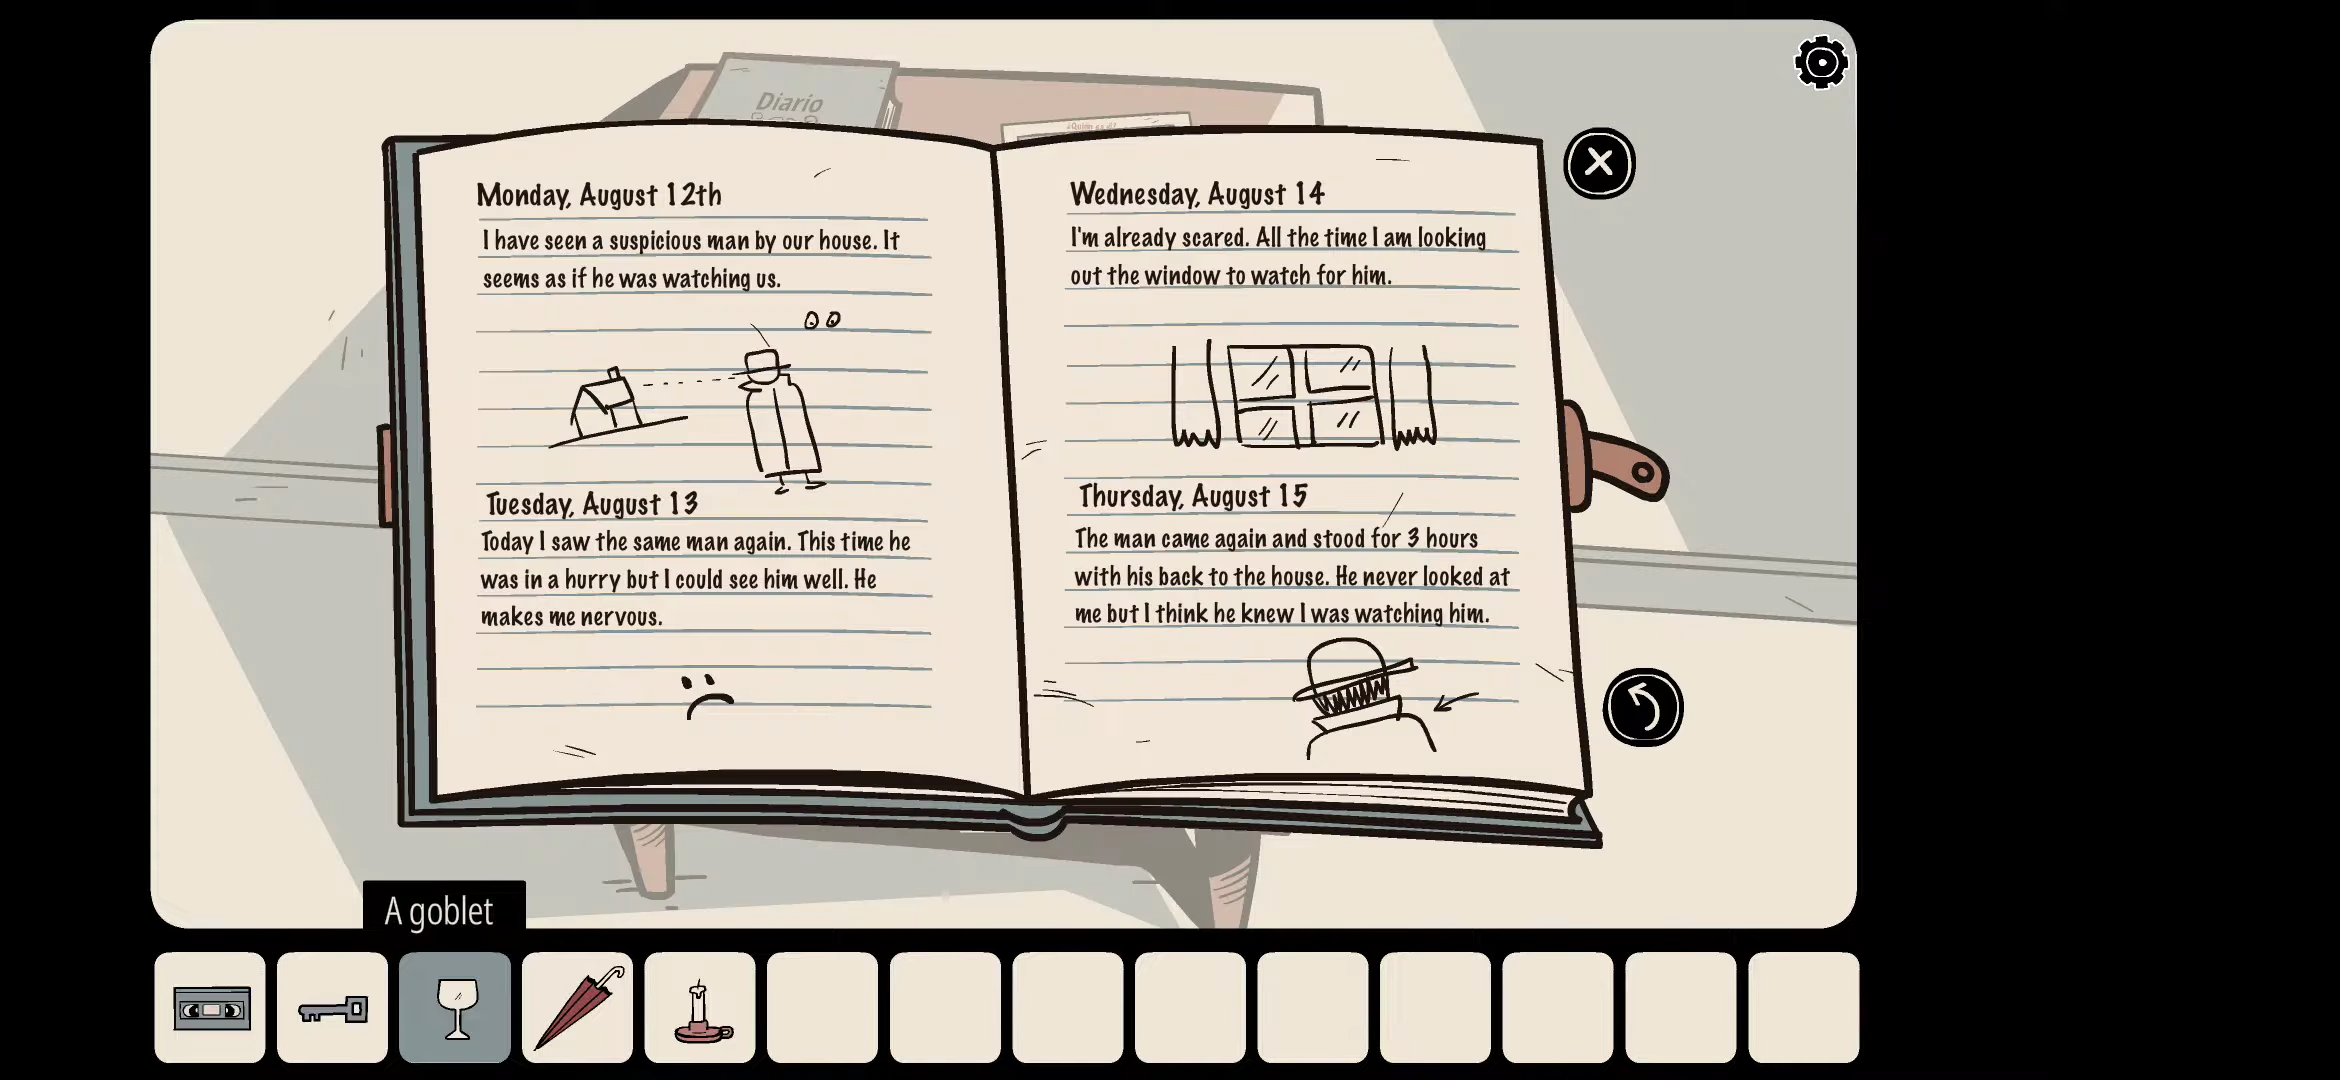 Diario
¿Quién es él?
Monday, August 12th
I have seen a suspicious man by our house. It
seems as if he was watching us.
Tuesday, August 13
Today I saw the same man again. This time he
was in a hurry but I could see him well. He
makes me nervous.
Wednesday, August 14
I'm already scared. All the time I am looking
out the window to watch for him.
Thursday, August 15
The man came again and stood for 3 hours
with his back to the house. He never looked at
me but I think he knew I was watching him.
A goblet